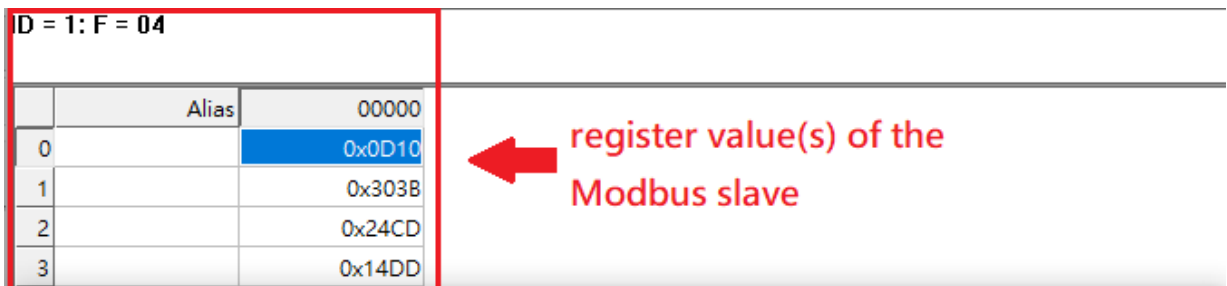 ID = 1: F = 04
Alias 00000
0 0x0D10
1 0x303B
2 0x24CD
3 0x14DD
register value(s) of the
Modbus slave